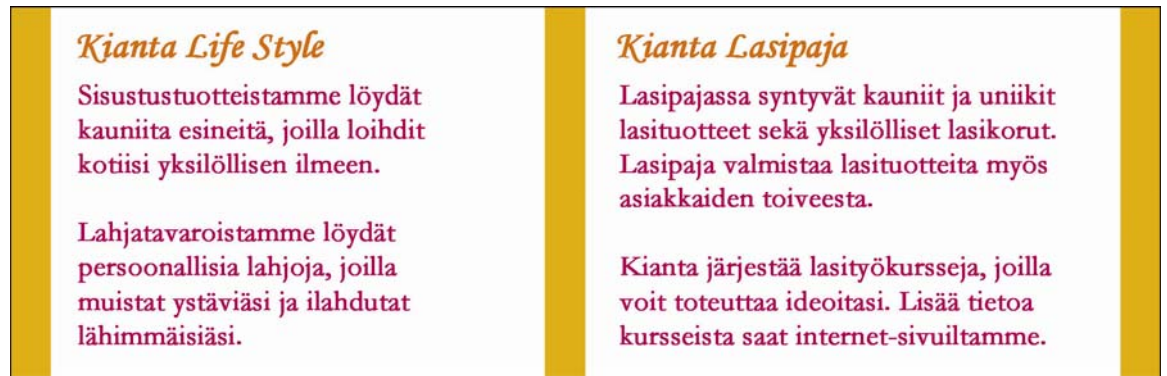 Kianta Life Style
Sisustustuotteistamme löydät
kauniita esineitä, joilla loihdit
kotiisi yksilöllisen ilmeen.
Lahjatavaroistamme löydät
persoonallisia lahjoja, joilla
muistat ystäviäsi ja ilahdutat
lähimmäisiäsi.
Kianta Lasipaja
Lasipajassa syntyvät kauniit ja uniikit
lasituotteet sekä yksilölliset lasikorut.
Lasipaja valmistaa lasituotteita myös
asiakkaiden toiveesta.
Kianta järjestää lasityökursseja, joilla
voit toteuttaa ideoitasi. Lisää tietoa
kursseista saat internet-sivuiltamme.